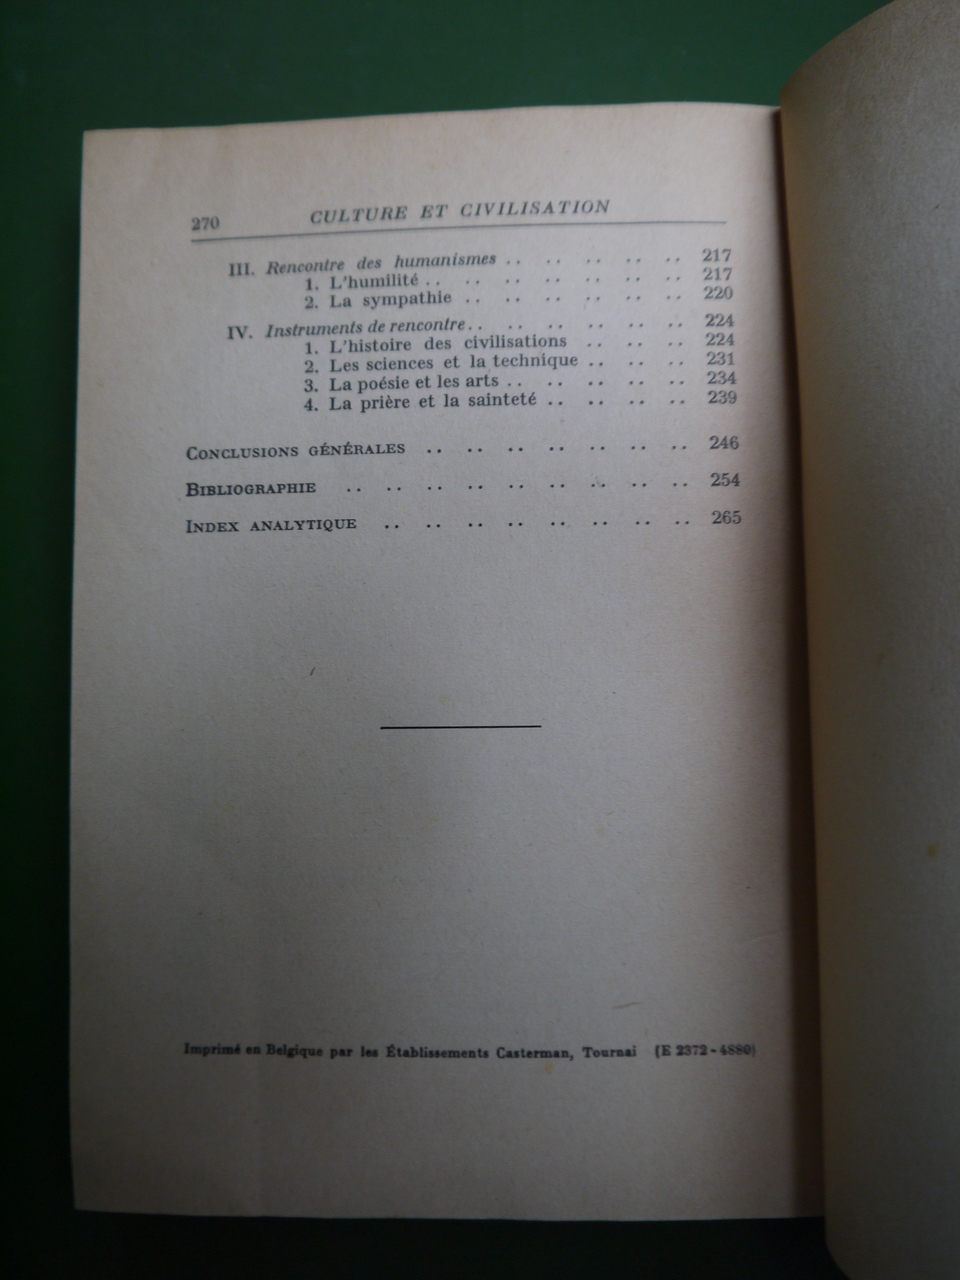 270 CULTURE ET CIVILISATION
III. Rencontre des humanismes .. .. .. .. .. 217
1. L'humilité .. .. .. .. .. .. .. 217
2. La sympathie .. .. .. .. .. .. 220
IV. Instruments de rencontre.. .. .. .. .. .. 224
1. L'histoire des civilisations .. .. .. 224
2. Les sciences et la technique .. .. .. 231
3. La poésie et les arts .. .. .. .. .. 234
4. La prière et la sainteté .. .. .. .. 239
CONCLUSIONS GÉNÉRALES .. .. .. .. .. .. .. 246
BIBLIOGRAPHIE .. .. .. .. .. .. .. .. .. 254
INDEX ANALYTIQUE .. .. .. .. .. .. .. .. 265
Imprimé en Belgique par les Établissements Casterman, Tournai (E 2372-4880)